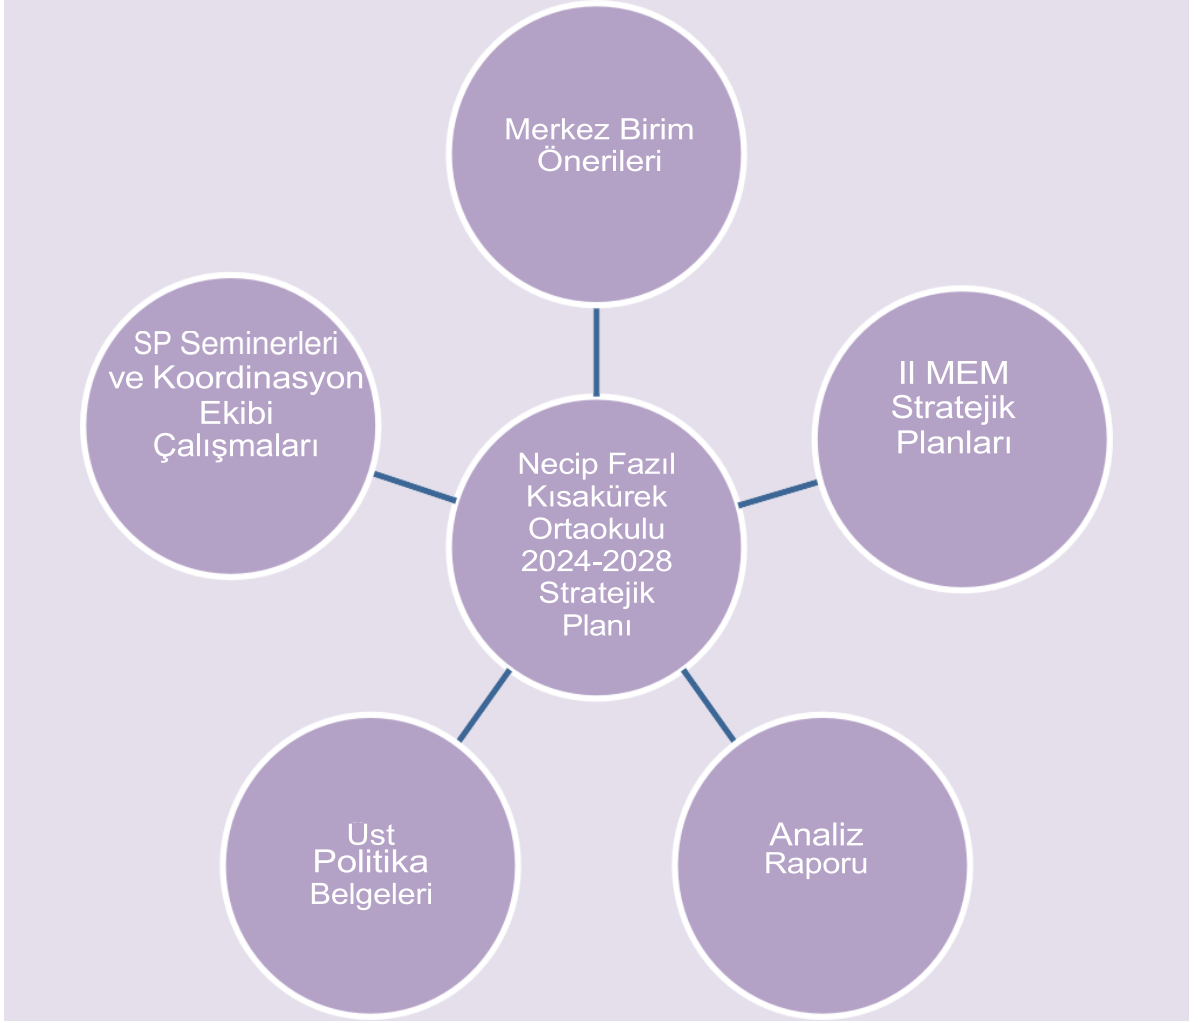 Merkez Birim
Önerileri
SP Seminerleri
ve Koordinasyon
Ekibi
Çalışmaları
II MEM
Stratejik
Planları
Necip Fazıl
Kısakürek
Ortaokulu
2024-2028
Stratejik
Planı
Üst
Politika
Belgeleri
Analiz
Raporu